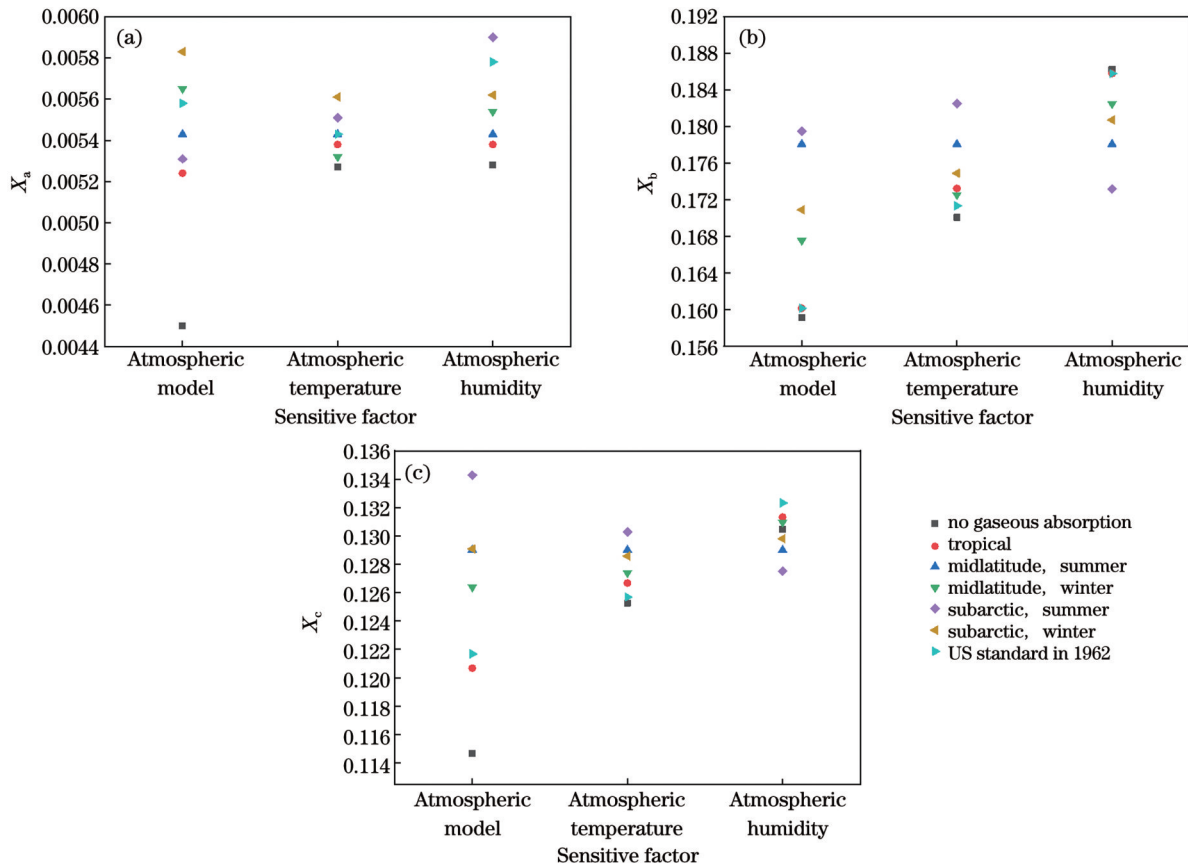 (a)
0.0060
0.0058
0.0056
0.0054
0.0052
0.0050
0.0048
0.0046
0.0044
Xa
Atmospheric Atmospheric Atmospheric
model temperature humidity
Sensitive factor
(b)
0.192
0.188
0.184
0.180
0.176
0.172
0.168
0.164
0.160
0.156
Xb
Atmospheric Atmospheric Atmospheric
model temperature humidity
Sensitive factor
(c)
0.136
0.134
0.132
0.130
0.128
0.126
0.124
0.122
0.120
0.118
0.116
0.114
Xc
Atmospheric Atmospheric Atmospheric
model temperature humidity
Sensitive factor
no gaseous absorption
tropical
midlatitude, summer
midlatitude, winter
subarctic, summer
subarctic, winter
US standard in 1962